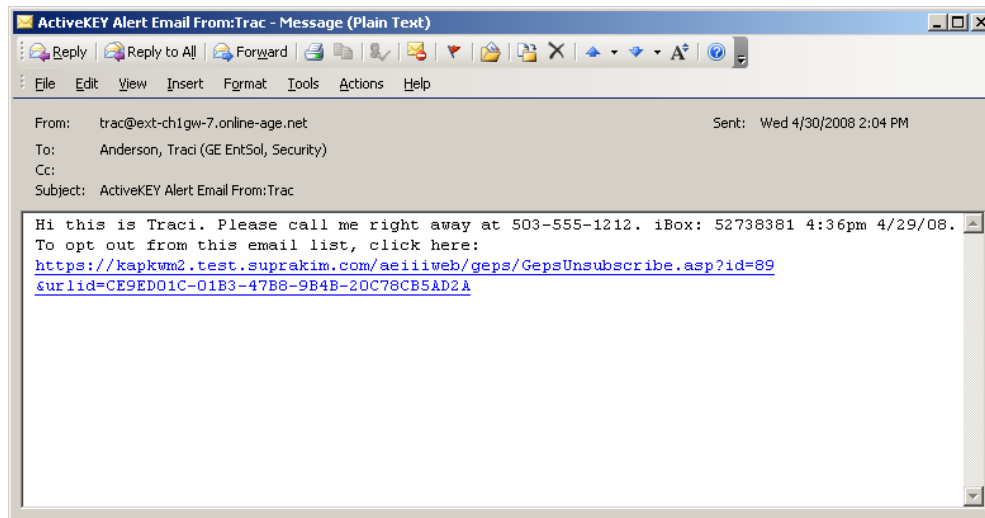 ActiveKEY Alert Email From:Trac - Message (Plain Text)
Reply Reply to All Forward
File Edit View Insert Format Tools Actions Help
From: trac@ext-ch1gw-7.online-age.net Sent: Wed 4/30/2008 2:04 PM
To: Anderson, Traci (GE EntSol, Security)
Cc:
Subject: ActiveKEY Alert Email From:Trac
Hi this is Traci. Please call me right away at 503-555-1212. iBox: 52738381 4:36pm 4/29/08.
To opt out from this email list, click here:
https://kapkwm2.test.suprakim.com/aeiiiweb/geps/GepsUnsubscribe.asp?id=89
&urlid=CE9ED01C-01B3-47B8-9B4B-20C78CB5AD2A